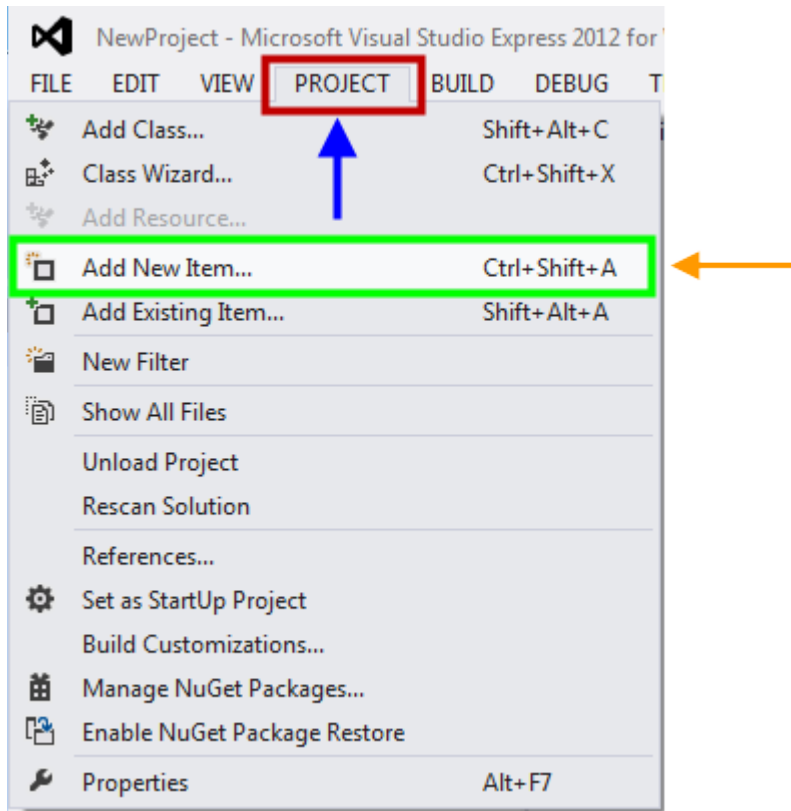 NewProject - Microsoft Visual Studio Express 2012 for
FILE EDIT VIEW PROJECT BUILD DEBUG
Add Class... Shift+Alt+C
Class Wizard... Ctrl+Shift+X
Add Resource...
Add New Item... Ctrl+Shift+A
Add Existing Item... Shift+Alt+A
New Filter
Show All Files
Unload Project
Rescan Solution
References...
Set as StartUp Project
Build Customizations...
Manage NuGet Packages...
Enable NuGet Package Restore
Properties Alt+F7